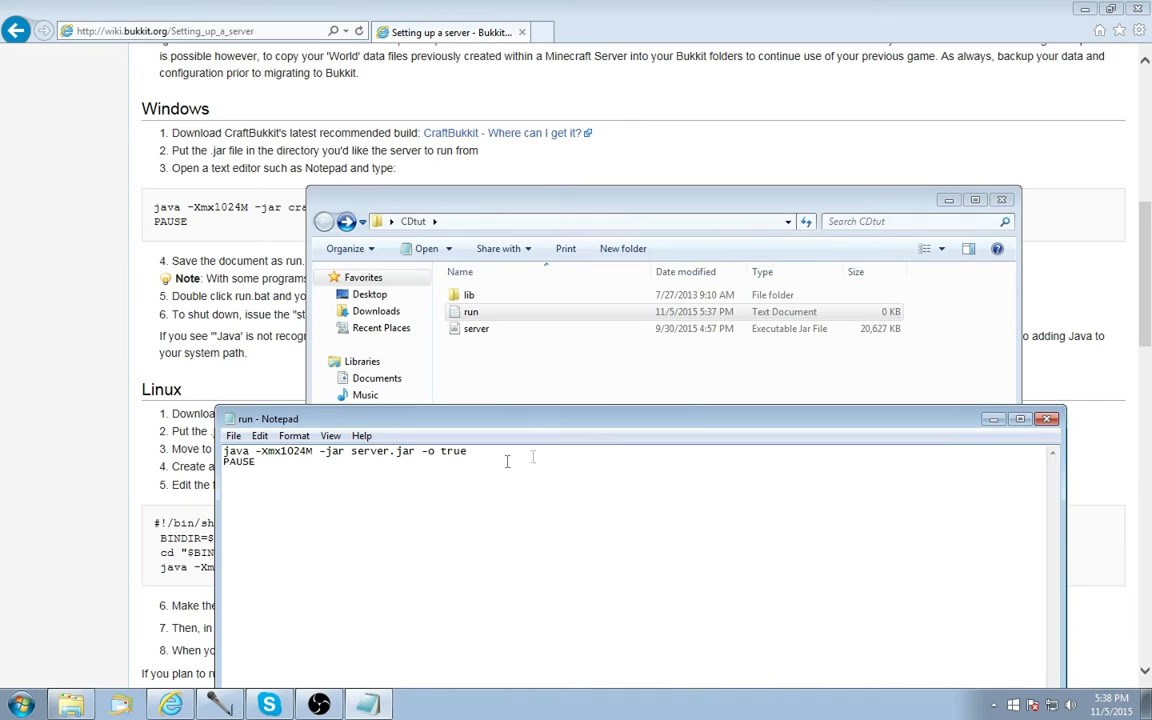 http://wiki.bukkit.org/Setting_up_a_server
Setting up a server - Bukkit...
is possible however, to copy your 'World' data files previously created within a Minecraft Server into your Bukkit folders to continue use of your previous game. As always, backup your data and
configuration prior to migrating to Bukkit.
Windows
1. Download CraftBukkit's latest recommended build: CraftBukkit - Where can I get it?
2. Put the .jar file in the directory you'd like the server to run from
3. Open a text editor such as Notepad and type:
java -Xmx1024M -jar cra
PAUSE
4. Save the document as run.
Note: With some programs
5. Double click run.bat and yo
6. To shut down, issue the "st
If you see "'Java' is not recogn
o adding Java to
your system path.
Linux
1. Downloa
2. Put the .
3. Move to
4. Create a
5. Edit the f
#!/bin/sh
BINDIR=$
cd "$BIN
java -Xm
6. Make the
7. Then, in
8. When yo
If you plan to r
CDtut
Search CDtut
Organize
Open
Share with
Print
New folder
Name
Date modified
Type
Size
Favorites
Desktop
Downloads
Recent Places
Libraries
Documents
Music
lib 7/27/2013 9:10 AM File folder
run 11/5/2015 5:37 PM Text Document 0 KB
server 9/30/2015 4:57 PM Executable Jar File 20,627 KB
run - Notepad
File Edit Format View Help
java -Xmx1024M -jar server.jar -o true
PAUSE
5:38 PM
11/5/2015